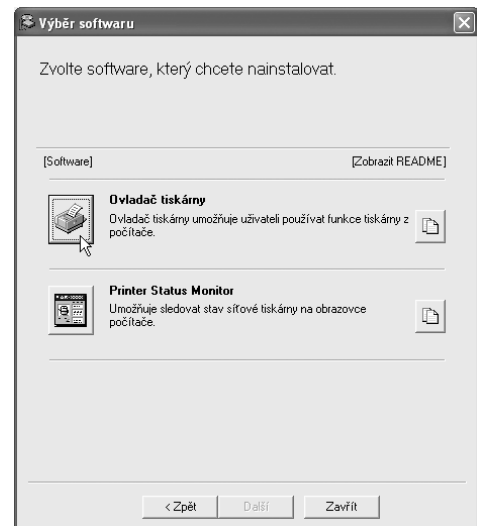 Výběr softwaru
Zvolte software, který chcete nainstalovat.
[Software] [Zobrazit README]
Ovladač tiskárny
Ovladač tiskárny umožňuje uživateli používat funkce tiskárny z
počítače.
Printer Status Monitor
Umožňuje sledovat stav síťové tiskárny na obrazovce
počítače.
< Zpět Další Zavřít